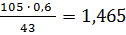 105 · 0,6 / 43 = 1,465